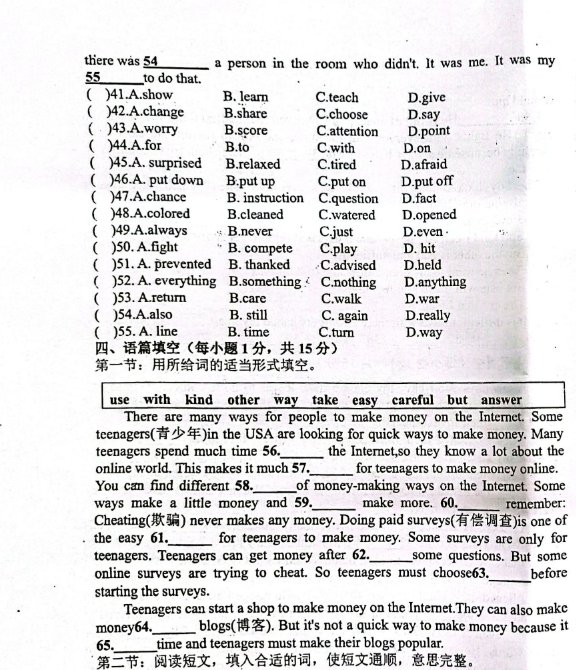 there was 54________ a person in the room who didn't. It was me. It was my
55______to do that.
( )41.A.show B. learn C.teach D.give
( )42.A.change B.share C.choose D.say
( )43.A.worry B.score C.attention D.point
( )44.A.for B.to C.with D.on
( )45.A. surprised B.relaxed C.tired D.afraid
( )46.A. put down B.put up C.put on D.put off
( )47.A.chance B. instruction C.question D.fact
( )48.A.colored B.cleaned C.watered D.opened
( )49.A.always B.never C.just D.even
( )50. A.fight B. compete C.play D. hit
( )51. A. prevented B. thanked C.advised D.held
( )52. A. everything B.something C.nothing D.anything
( )53. A.return B.care C.walk D.war
( )54.A.also B. still C. again D.really
( )55. A. line B. time C.turn D.way
四、语篇填空（每小题1分，共15分）
第一节：用所给词的适当形式填空。
use with kind other way take easy careful but answer
There are many ways for people to make money on the Internet. Some
teenagers(青少年)in the USA are looking for quick ways to make money. Many
teenagers spend much time 56.______ the Internet,so they know a lot about the
online world. This makes it much 57.______ for teenagers to make money online.
You can find different 58.______of money-making ways on the Internet. Some
ways make a little money and 59.______ make more. 60.______ remember:
Cheating(欺骗) never makes any money. Doing paid surveys(有偿调查)is one of
the easy 61.______ for teenagers to make money. Some surveys are only for
teenagers. Teenagers can get money after 62.______some questions. But some
online surveys are trying to cheat. So teenagers must choose63.______before
starting the surveys.
Teenagers can start a shop to make money on the Internet.They can also make
money64.______ blogs(博客). But it's not a quick way to make money because it
65.______time and teenagers must make their blogs popular.
第二节：阅读短文，填入合适的词，使短文通顺，意思完整。